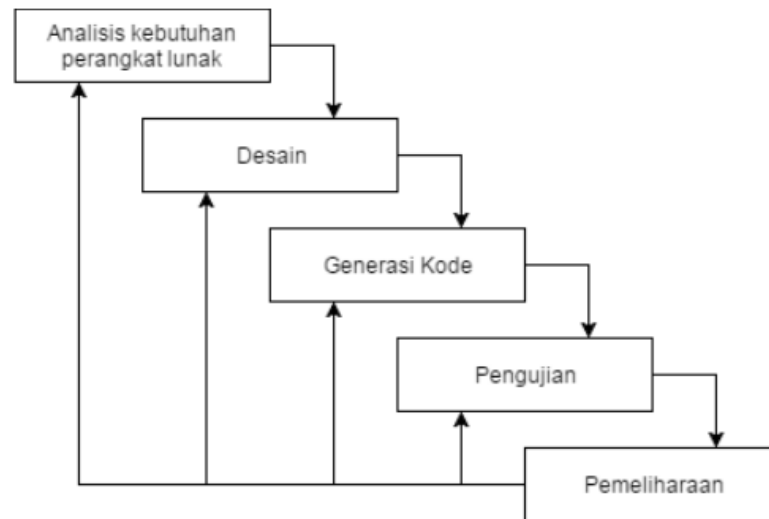 Analisis kebutuhan
perangkat lunak
Desain
Generasi Kode
Pengujian
Pemeliharaan